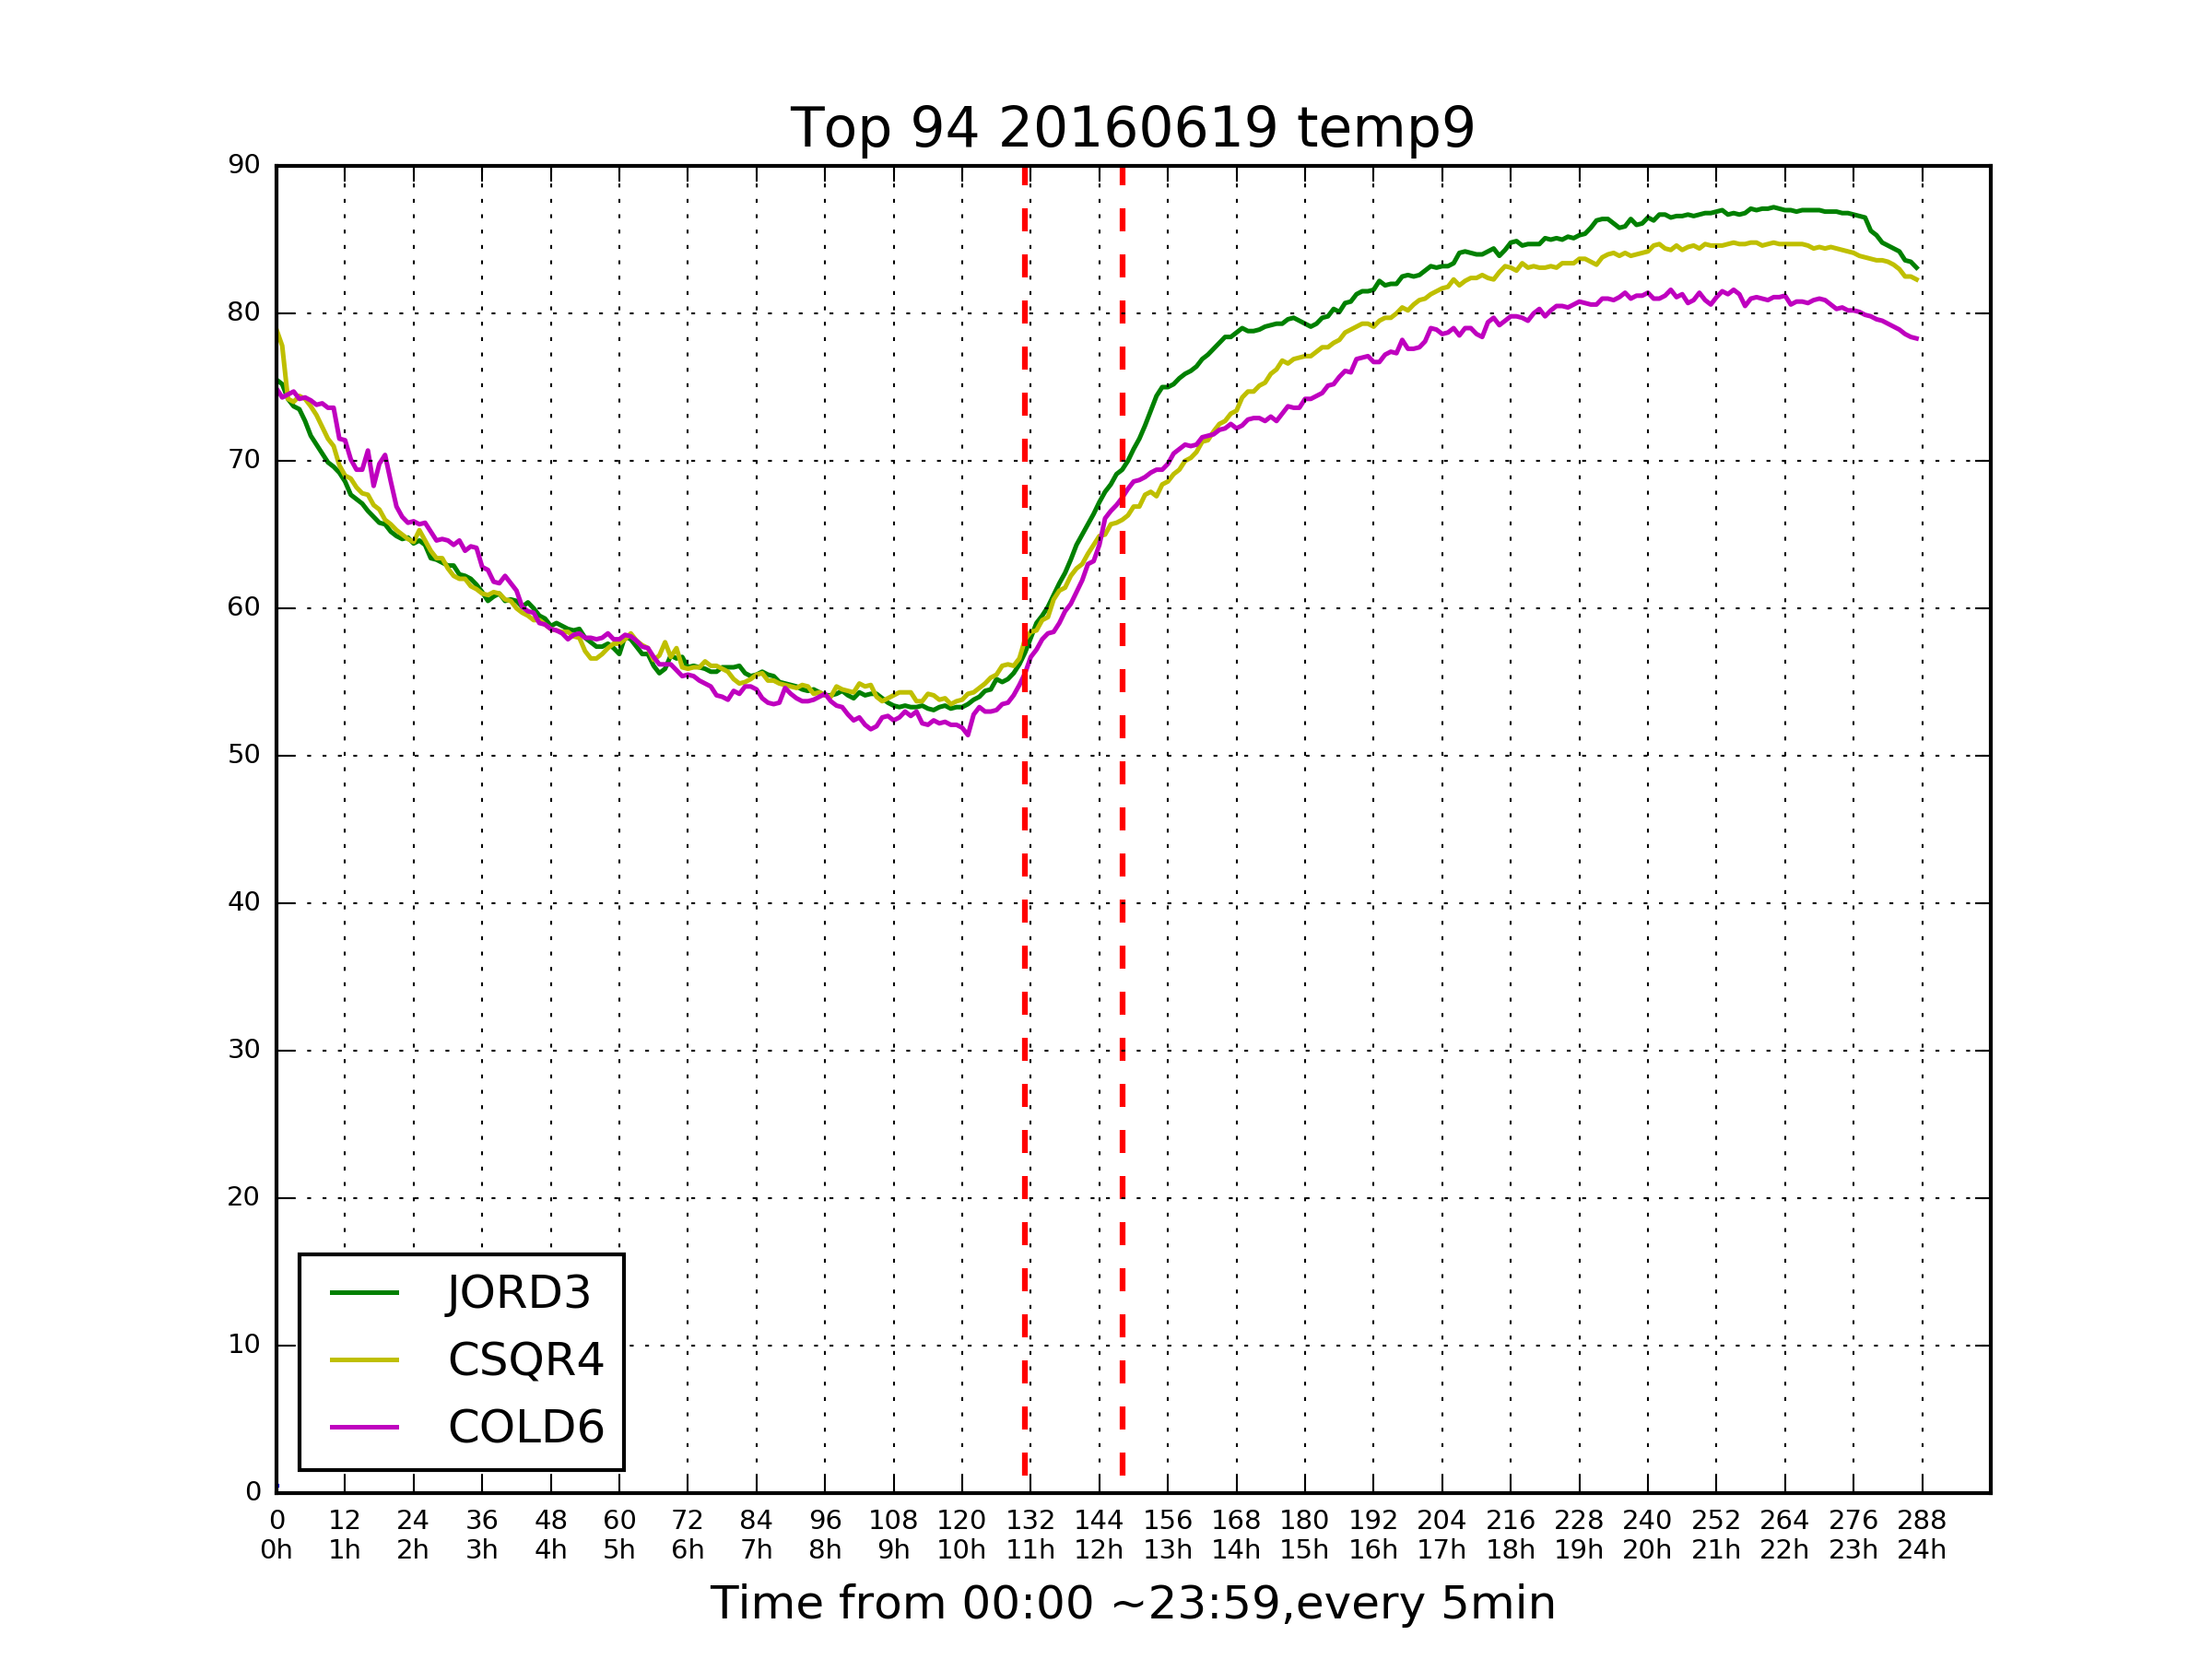 Top 94 20160619 temp9
90
80
70
60
50
40
30
20
10
0
JORD3
CSQR4
COLD6
0 12 24 36 48 60 72 84 96 108 120 132 144 156 168 180 192 204 216 228 240 252 264 276 288
0h 1h 2h 3h 4h 5h 6h 7h 8h 9h 10h 11h 12h 13h 14h 15h 16h 17h 18h 19h 20h 21h 22h 23h 24h
Time from 00:00 ~23:59,every 5min